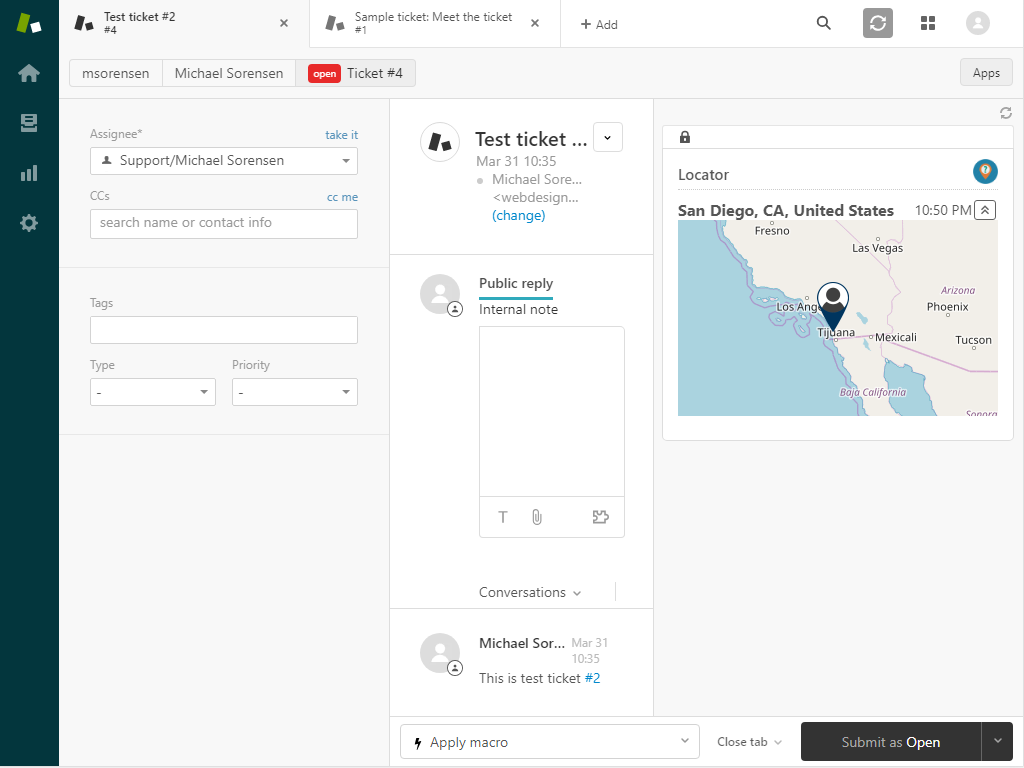 Test ticket #2
#4
Sample ticket: Meet the ticket
#1
Add
msorensen
Michael Sorensen
open Ticket #4
Apps
Assignee*
take it
Support/Michael Sorensen
CCs
cc me
search name or contact info
Tags
Type
Priority
-
-
Test ticket ...
Mar 31 10:35
Michael Sore...
<webdesign...
(change)
Public reply
Internal note
T
Conversations
Michael Sor...
Mar 31
10:35
This is test ticket #2
Apply macro
Close tab
Submit as Open
Locator
San Diego, CA, United States
10:50 PM
Fresno
Las Vegas
Arizona
Los Ange
Phoenix
Tijuana
Mexicali
Tucson
Baja California
Sonora